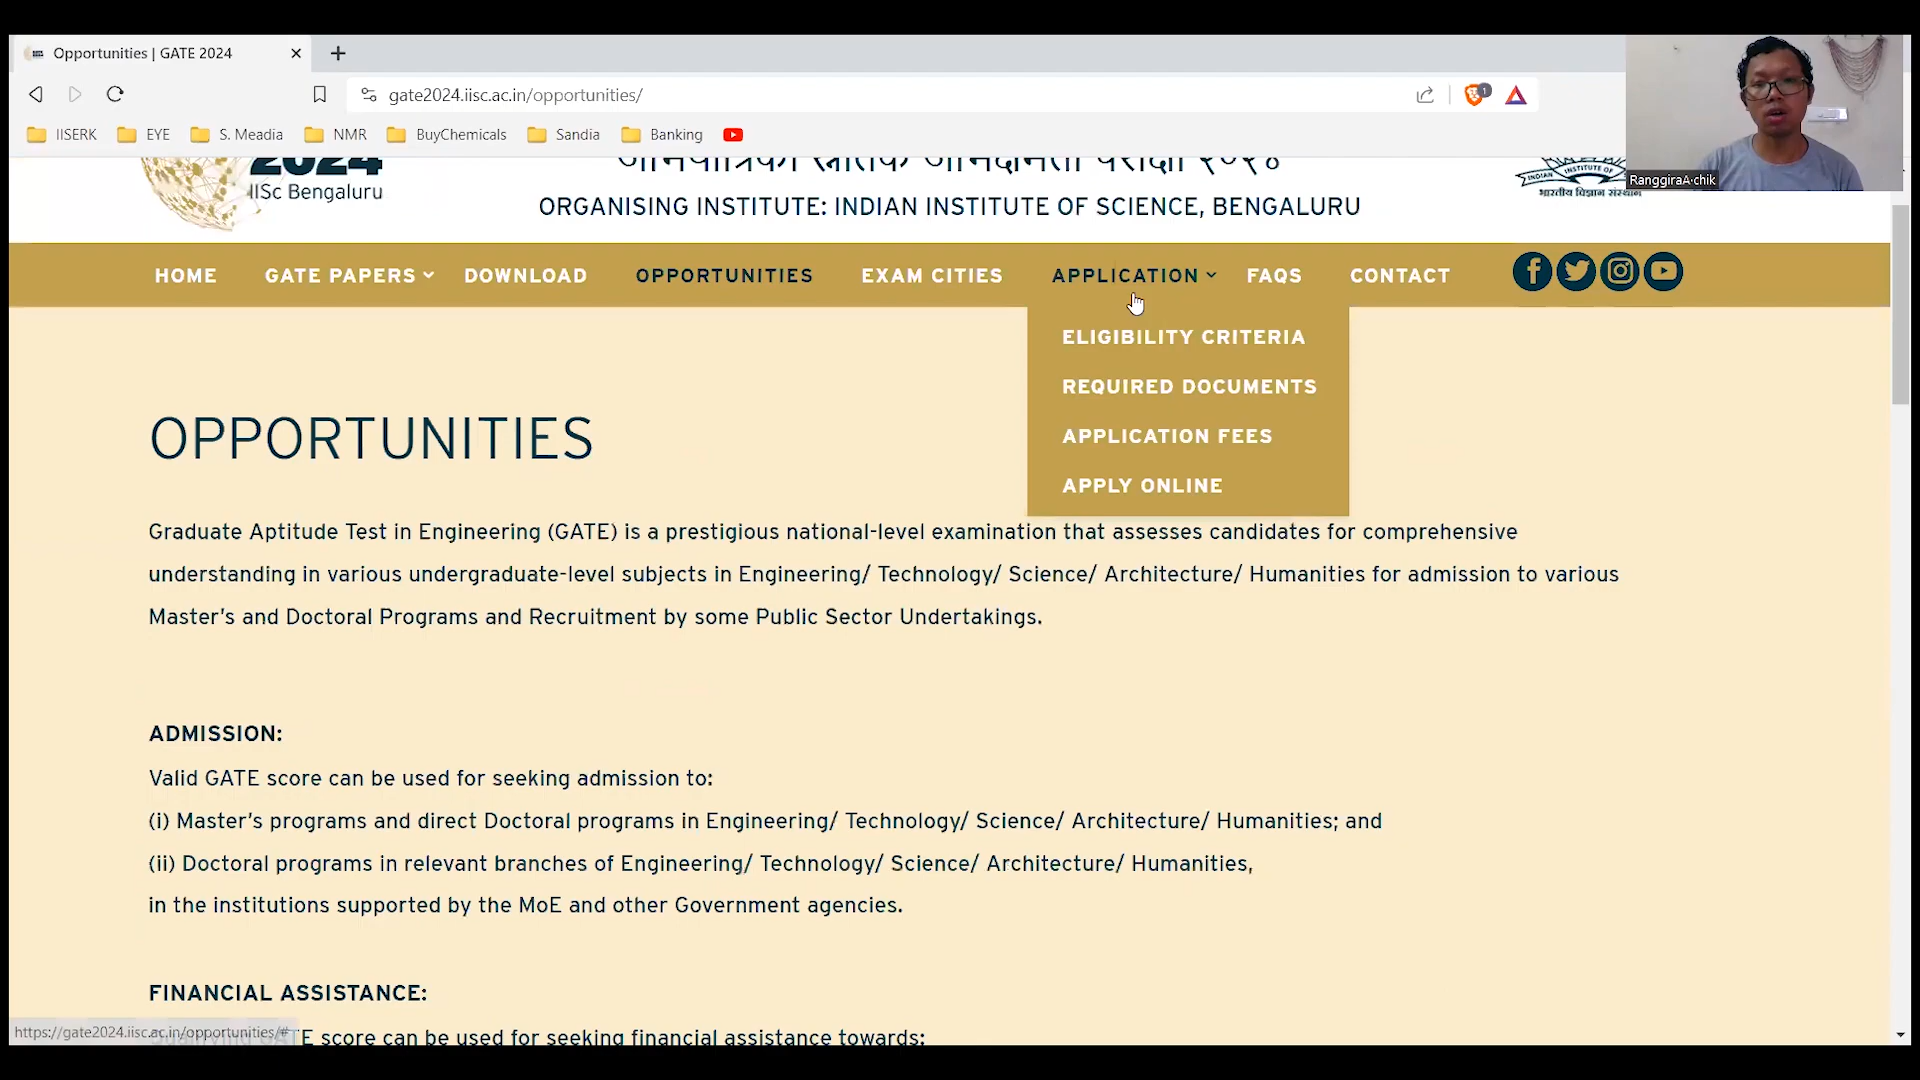 Opportunities | GATE 2024
gate2024.iisc.ac.in/opportunities/
1
IISERK
EYE
S. Meadia
NMR
BuyChemicals
Sandia
Banking
RanggiraA·chik
2024
IISc Bengaluru
ORGANISING INSTITUTE: INDIAN INSTITUTE OF SCIENCE, BENGALURU
INDIAN INSTITUTE OF
भारतीय विज्ञान संस्थान
HOME
GATE PAPERS
DOWNLOAD
OPPORTUNITIES
EXAM CITIES
APPLICATION
FAQS
CONTACT
ELIGIBILITY CRITERIA
REQUIRED DOCUMENTS
APPLICATION FEES
APPLY ONLINE
OPPORTUNITIES
Graduate Aptitude Test in Engineering (GATE) is a prestigious national-level examination that assesses candidates for comprehensive
understanding in various undergraduate-level subjects in Engineering/ Technology/ Science/ Architecture/ Humanities for admission to various
Master's and Doctoral Programs and Recruitment by some Public Sector Undertakings.
ADMISSION:
Valid GATE score can be used for seeking admission to:
(i) Master's programs and direct Doctoral programs in Engineering/ Technology/ Science/ Architecture/ Humanities; and
(ii) Doctoral programs in relevant branches of Engineering/ Technology/ Science/ Architecture/ Humanities,
in the institutions supported by the MoE and other Government agencies.
FINANCIAL ASSISTANCE:
https://gate2024.iisc.ac.in/opportunities/#
score can be used for seeking financial assistance towards: